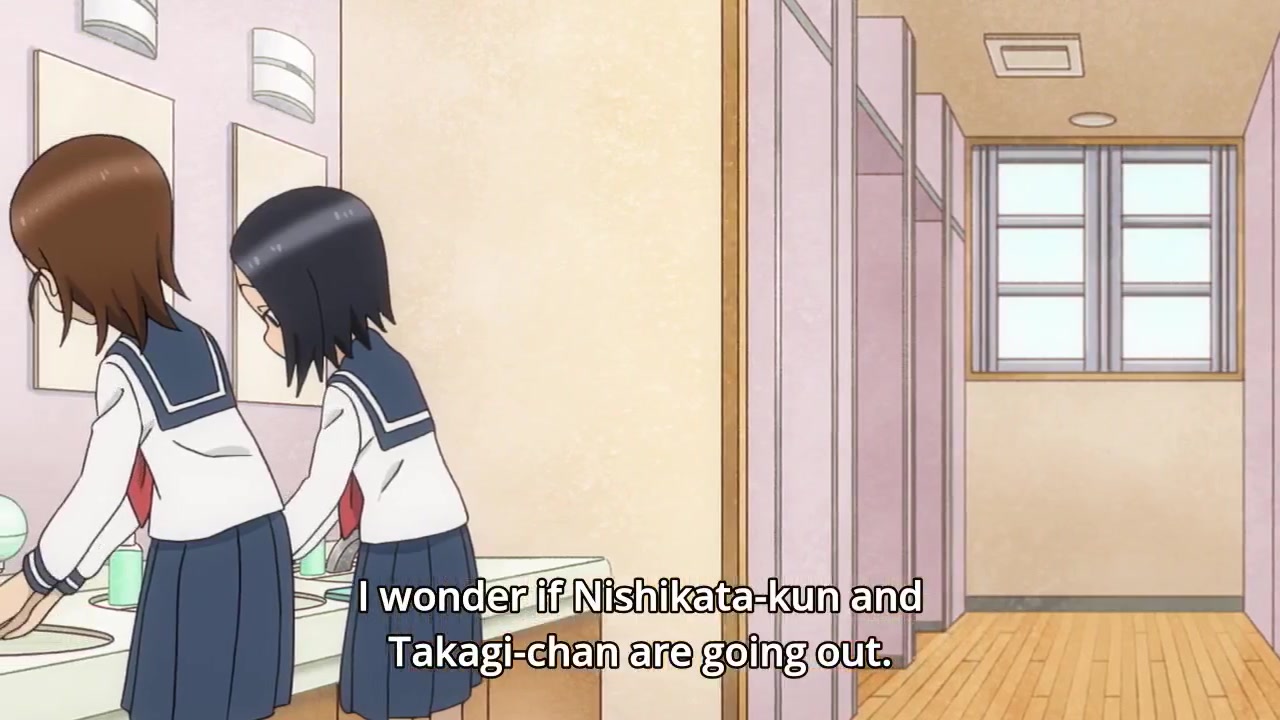 I wonder if Nishikata-kun and
Takagi-chan are going out.